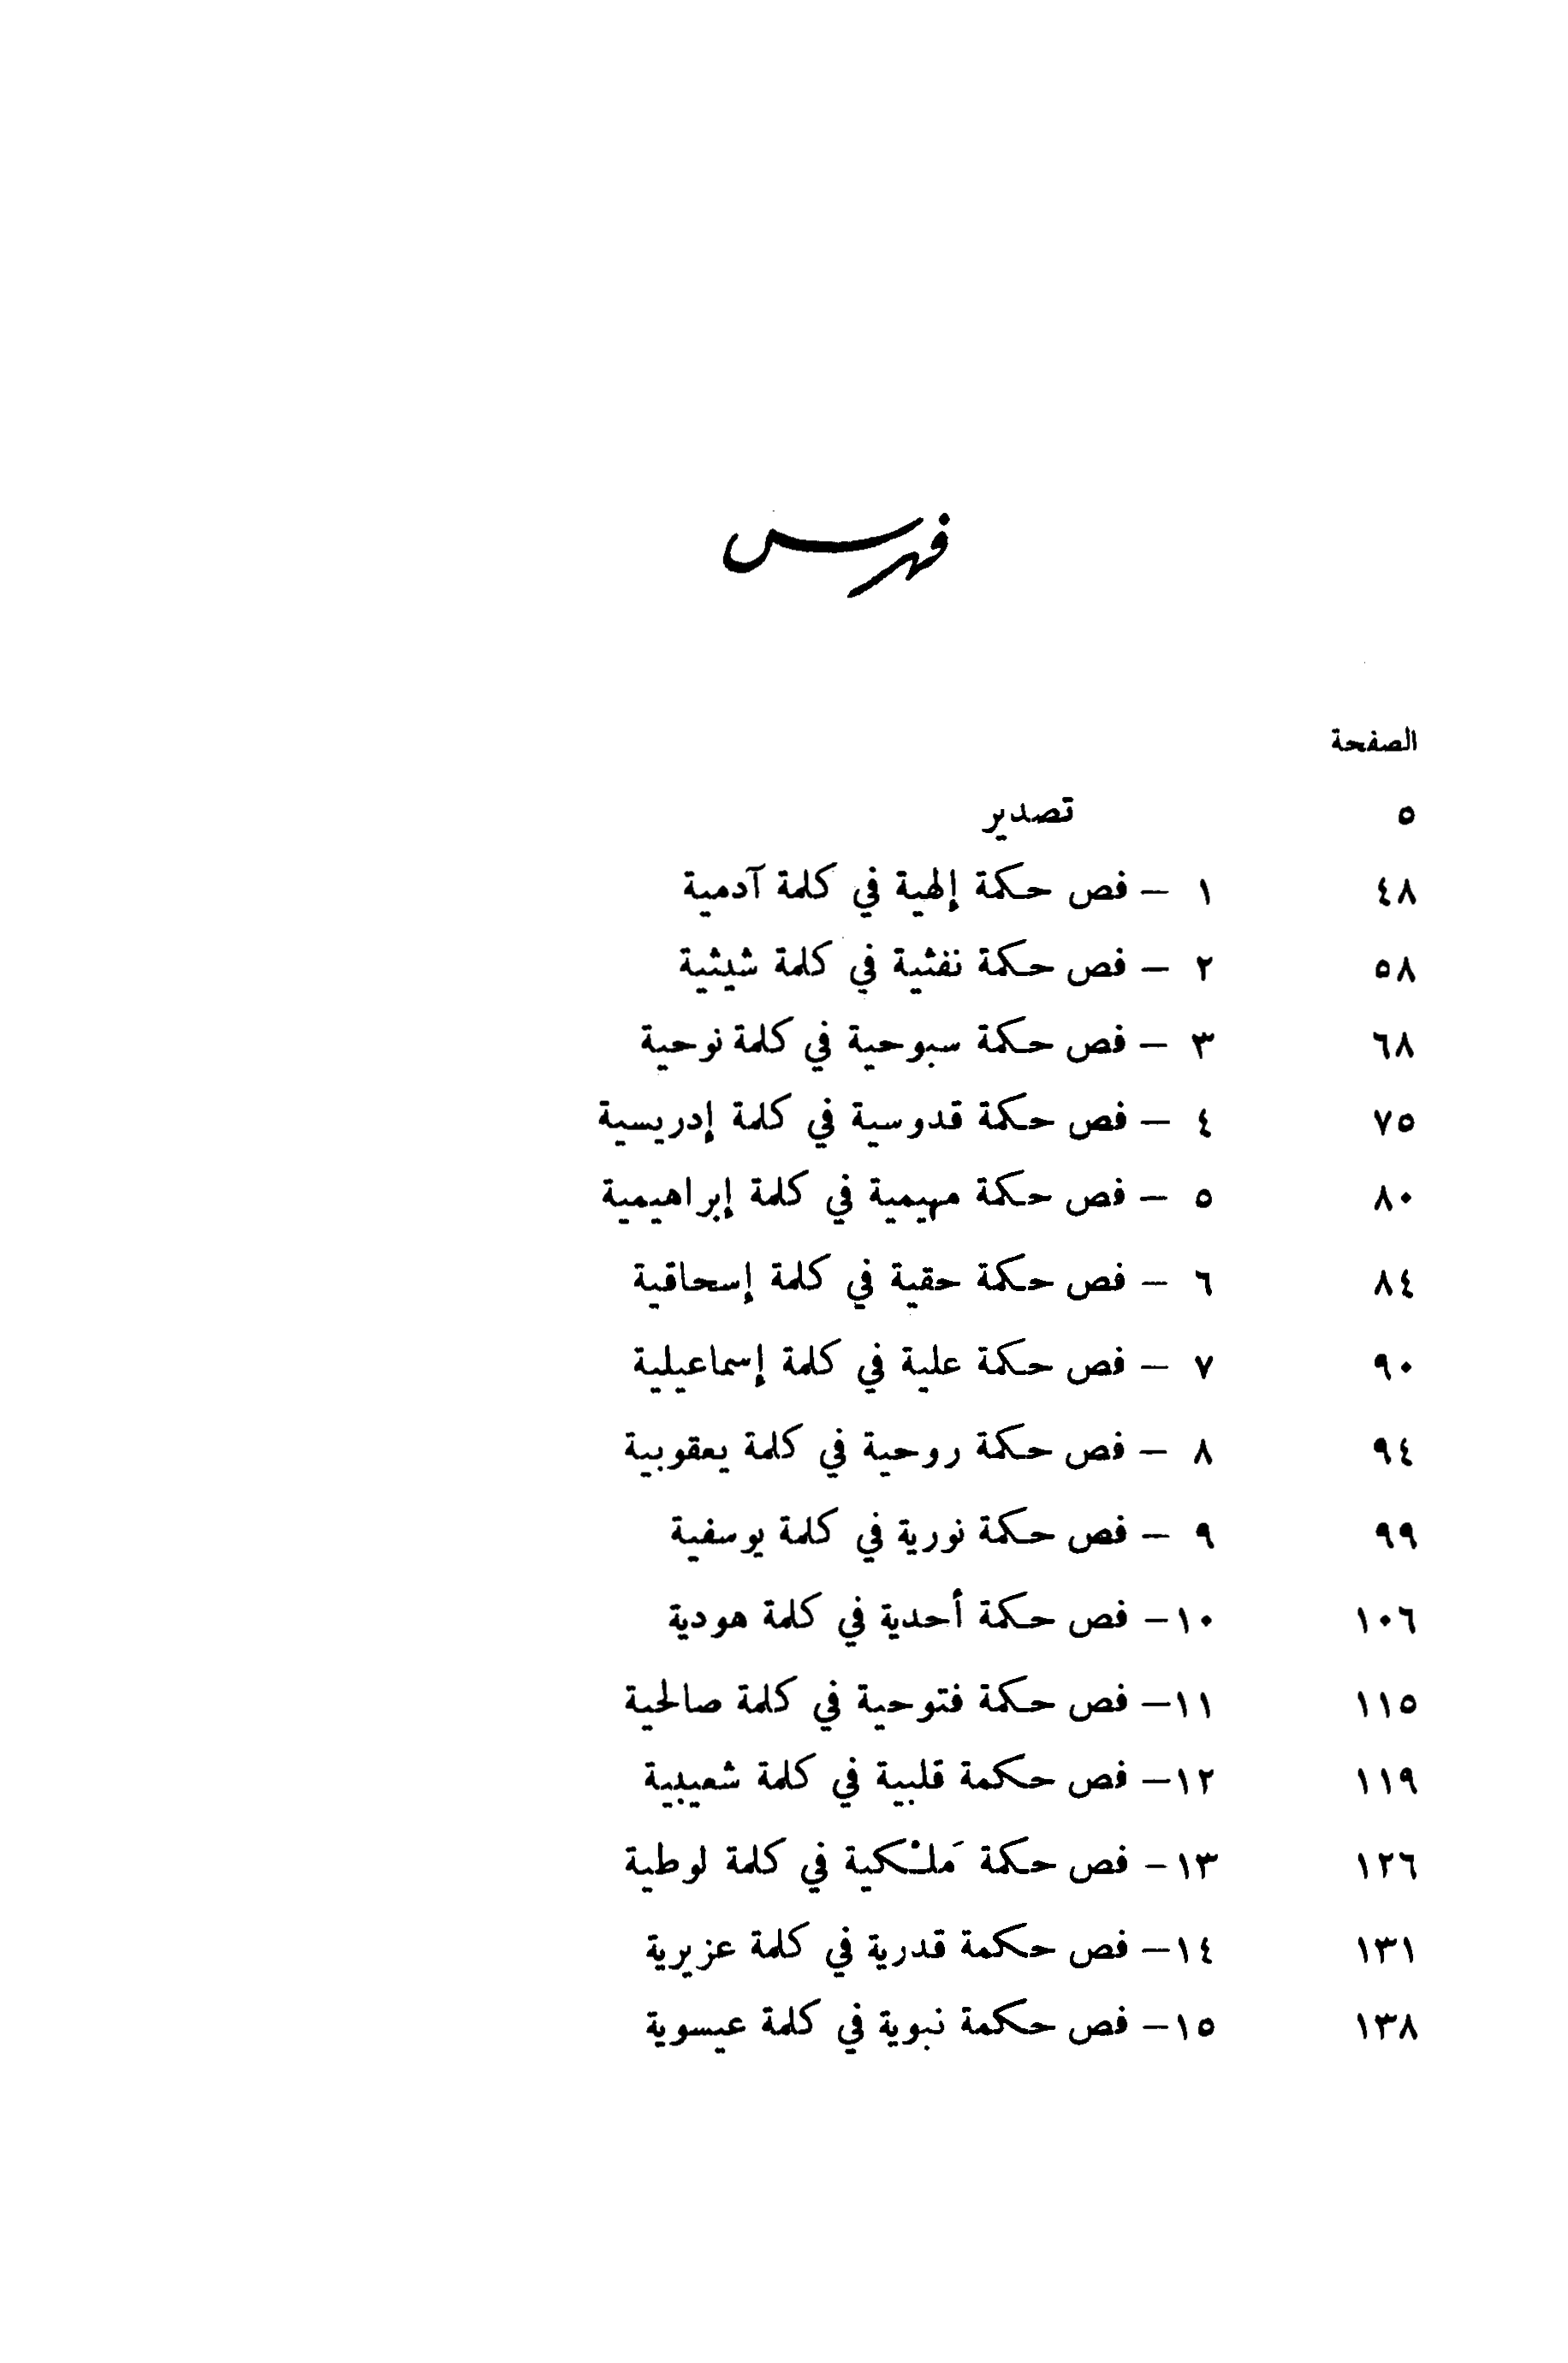 فهرس
الصفحة
٥ تصدير
٤٨ ١ – فص حكمة إلهية في كلمة آدمية
٥٨ ٢ – فص حكمة نفثية في كلمة شيثية
٦٨ ٣ – فص حكمة سبوحية في كلمة نوحية
٧٥ ٤ – فص حكمة قدوسية في كلمة إدريسية
٨٠ ٥ – فص حكمة مهيمية في كلمة إبراهيمية
٨٤ ٦ – فص حكمة حقية في كلمة إسحاقية
٩٠ ٧ – فص حكمة علية في كلمة إسماعيلية
٩٤ ٨ – فص حكمة روحية في كلمة يعقوبية
٩٩ ٩ – فص حكمة نورية في كلمة يوسفية
١٠٦ ١٠– فص حكمة أحدية في كلمة هودية
١١٥ ١١– فص حكمة فتوحية في كلمة صالحية
١١٩ ١٢– فص حكمة قلبية في كلمة شعيبية
١٢٦ ١٣– فص حكمة مَلْكية في كلمة لوطية
١٣١ ١٤– فص حكمة قدرية في كلمة عزيرية
١٣٨ ١٥– فص حكمة نبوية في كلمة عيسوية